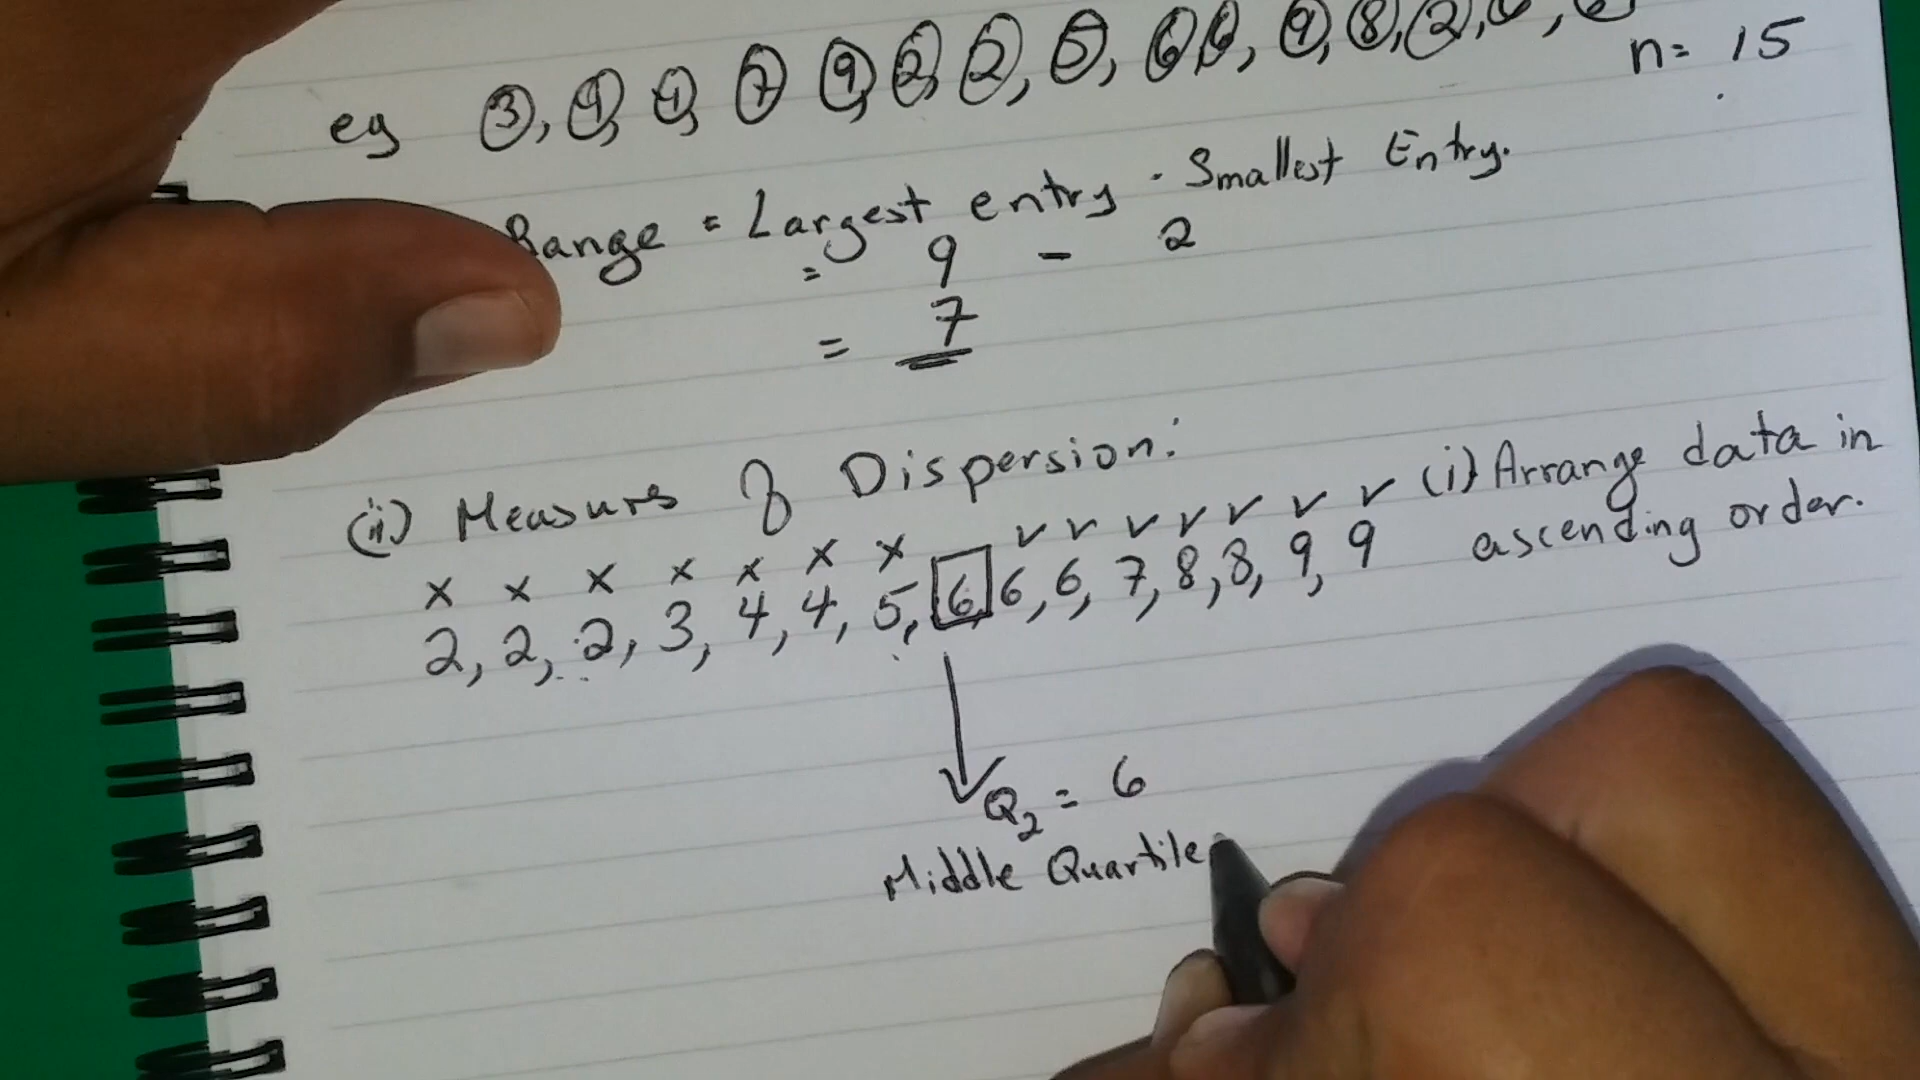 eg 3, 4, 4, 7, 9, 2, 2, 5, 6, 6, 9, 8, 2,
n= 15
Range = Largest entry - Smallest Entry.
= 9 - 2
= 7
(ii) Measures of Dispersion:
x x x x x x x ✓ ✓ ✓ ✓ ✓ ✓ ✓ (i) Arrange data in
2, 2, 2, 3, 4, 4, 5, 6, 6, 6, 7, 8, 8, 9, 9 ascending order.
Q2 = 6
Middle Quartile